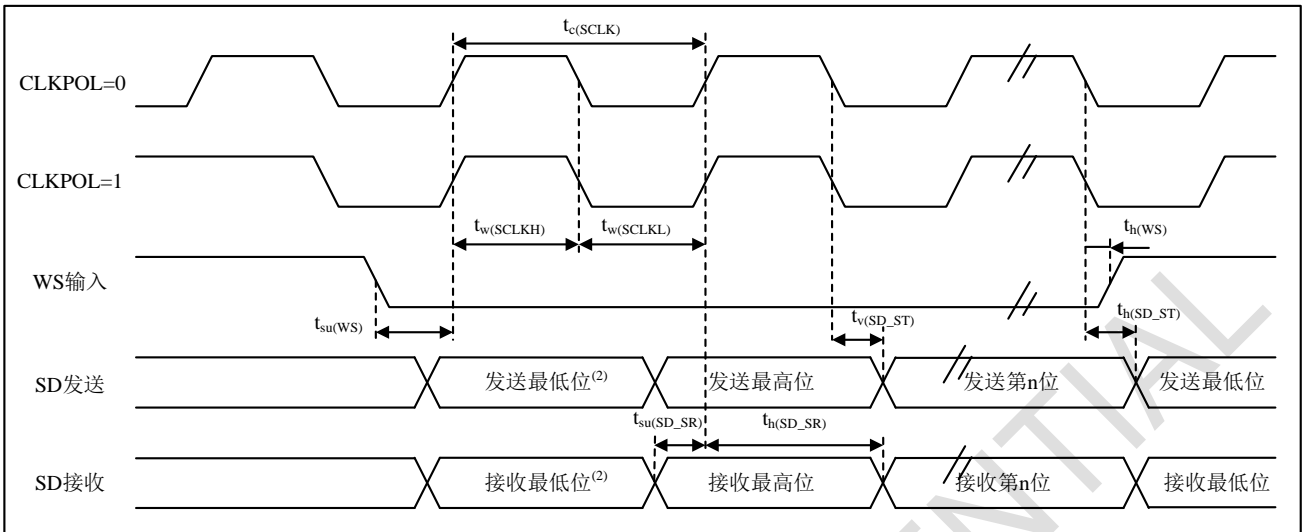 tc(SCLK)
CLKPOL=0
CLKPOL=1
tw(SCLKH)
tw(SCLKL)
th(WS)
WS输入
tsu(WS)
tv(SD_ST)
th(SD_ST)
SD发送
发送最低位(2)
发送最高位
发送第n位
发送最低位
tsu(SD_SR)
th(SD_SR)
SD接收
接收最低位(2)
接收最高位
接收第n位
接收最低位
NTIAL